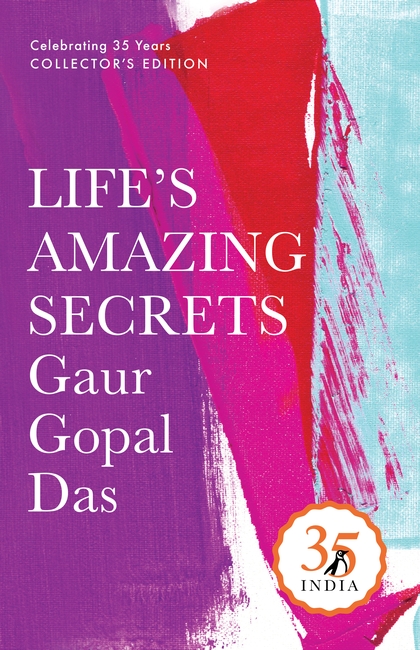 Celebrating 35 Years
COLLECTOR'S EDITION
LIFE'S
AMAZING
SECRETS
Gaur
Gopal
Das
35
INDIA